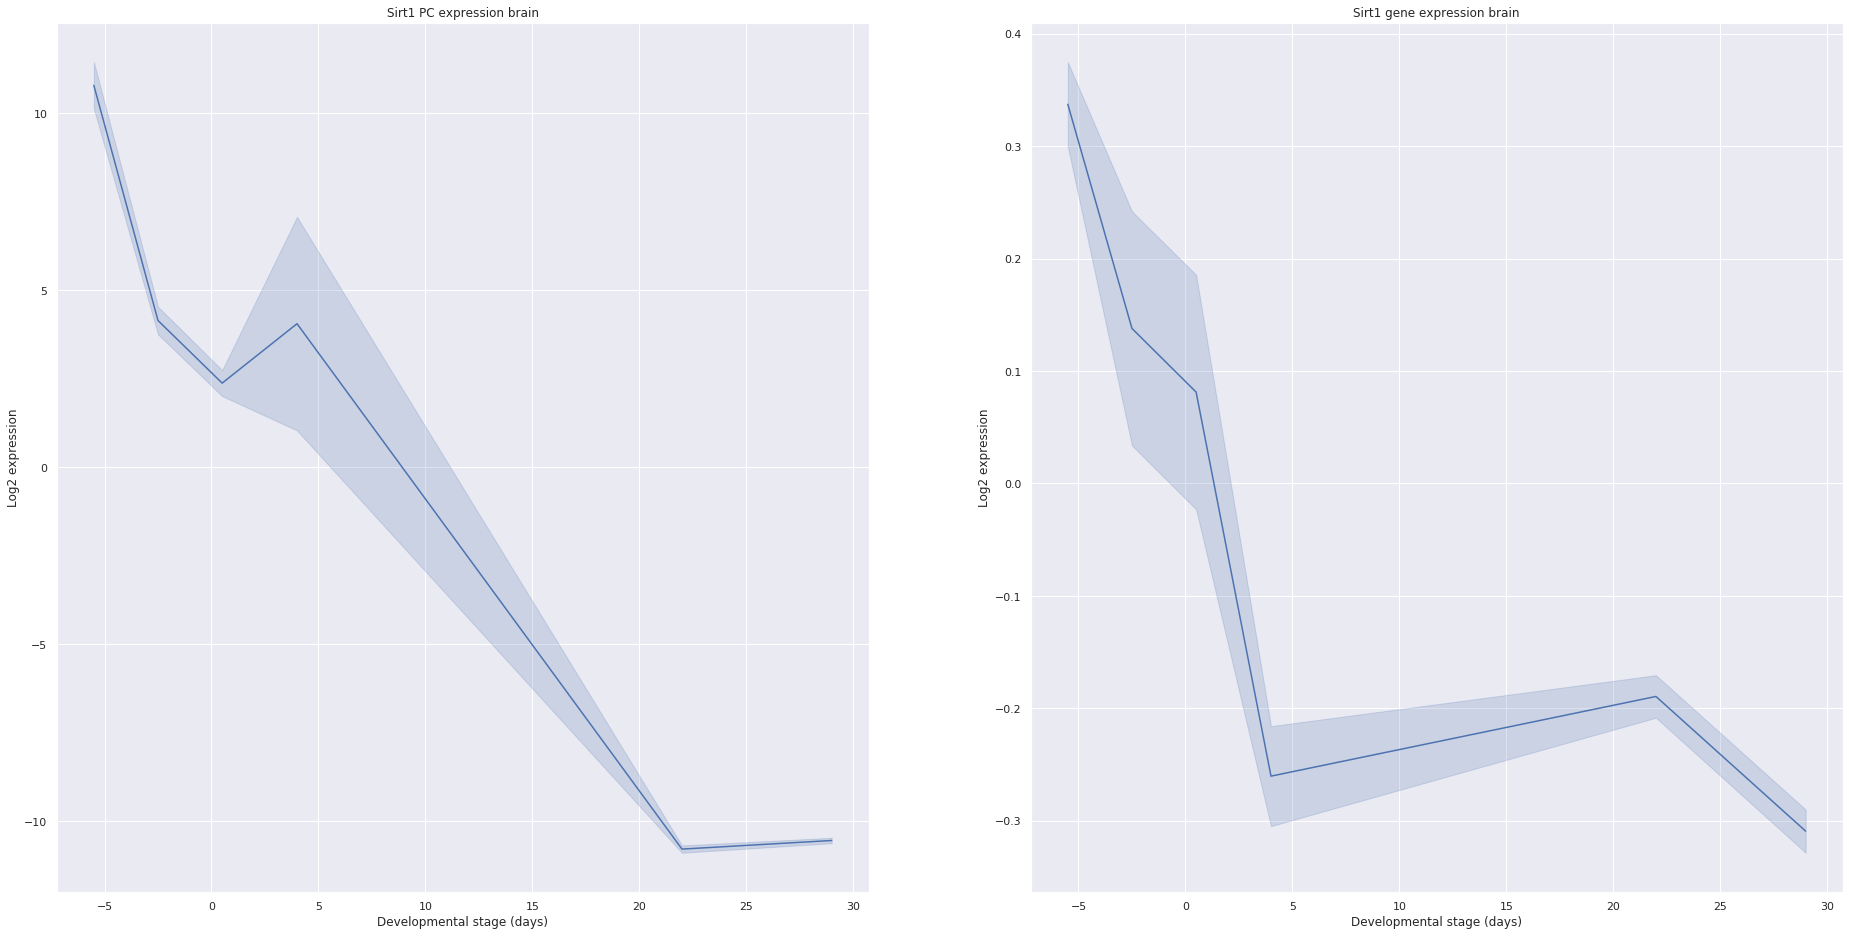 Sirt1 PC expression brain
Log2 expression
10
5
0
−5
−10
−5 0 5 10 15 20 25 30
Developmental stage (days)
Sirt1 gene expression brain
Log2 expression
0.4
0.3
0.2
0.1
0.0
−0.1
−0.2
−0.3
−5 0 5 10 15 20 25 30
Developmental stage (days)